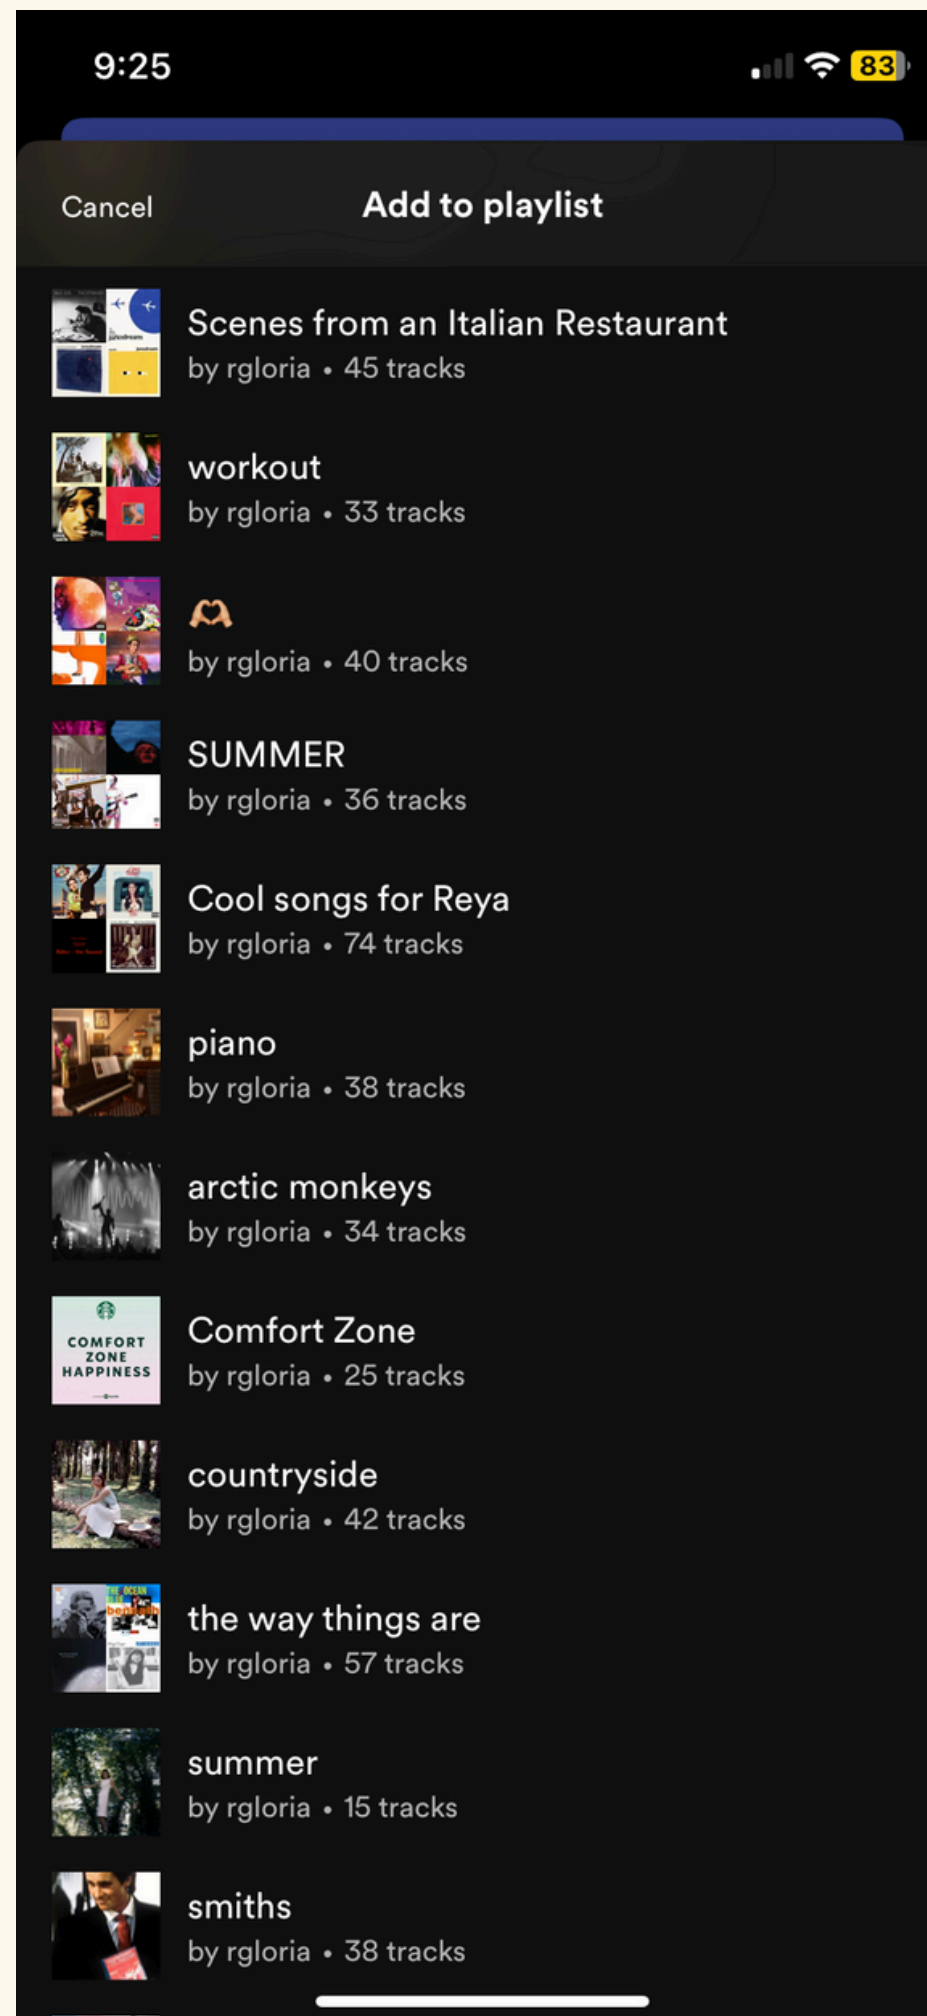 9:25
83
Cancel
Add to playlist
Scenes from an Italian Restaurant
by rgloria • 45 tracks
workout
by rgloria • 33 tracks
🫶🏼
by rgloria • 40 tracks
SUMMER
by rgloria • 36 tracks
Cool songs for Reya
by rgloria • 74 tracks
piano
by rgloria • 38 tracks
arctic monkeys
by rgloria • 34 tracks
COMFORT
ZONE
HAPPINESS
Comfort Zone
by rgloria • 25 tracks
countryside
by rgloria • 42 tracks
THE OCEAN
the way things are
by rgloria • 57 tracks
summer
by rgloria • 15 tracks
smiths
by rgloria • 38 tracks